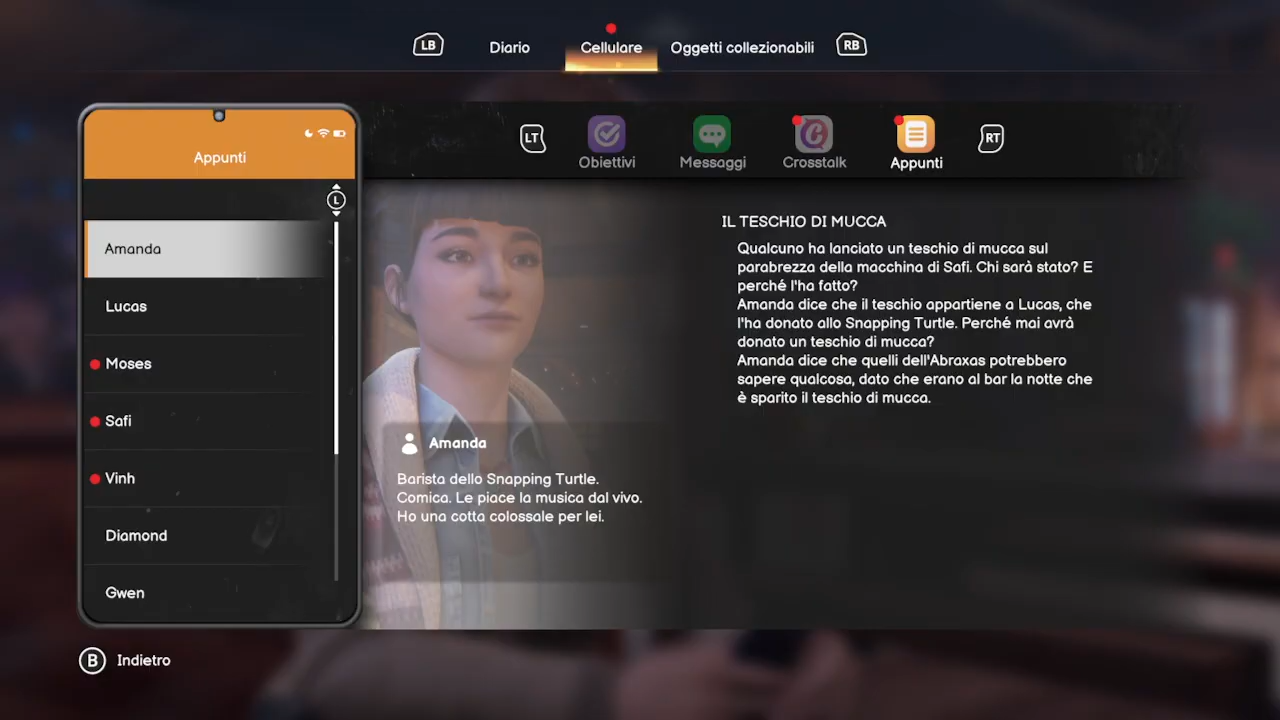 LB
Diario
Cellulare
Oggetti collezionabili
RB
Appunti
LT
Obiettivi
Messaggi
Crosstalk
Appunti
RT
L
Amanda
Lucas
Moses
Safi
Vinh
Diamond
Gwen
Amanda
Barista dello Snapping Turtle.
Comica. Le piace la musica dal vivo.
Ho una cotta colossale per lei.
IL TESCHIO DI MUCCA
Qualcuno ha lanciato un teschio di mucca sul
parabrezza della macchina di Safi. Chi sarà stato? E
perché l'ha fatto?
Amanda dice che il teschio appartiene a Lucas, che
l'ha donato allo Snapping Turtle. Perché mai avrà
donato un teschio di mucca?
Amanda dice che quelli dell'Abraxas potrebbero
sapere qualcosa, dato che erano al bar la notte che
è sparito il teschio di mucca.
B Indietro